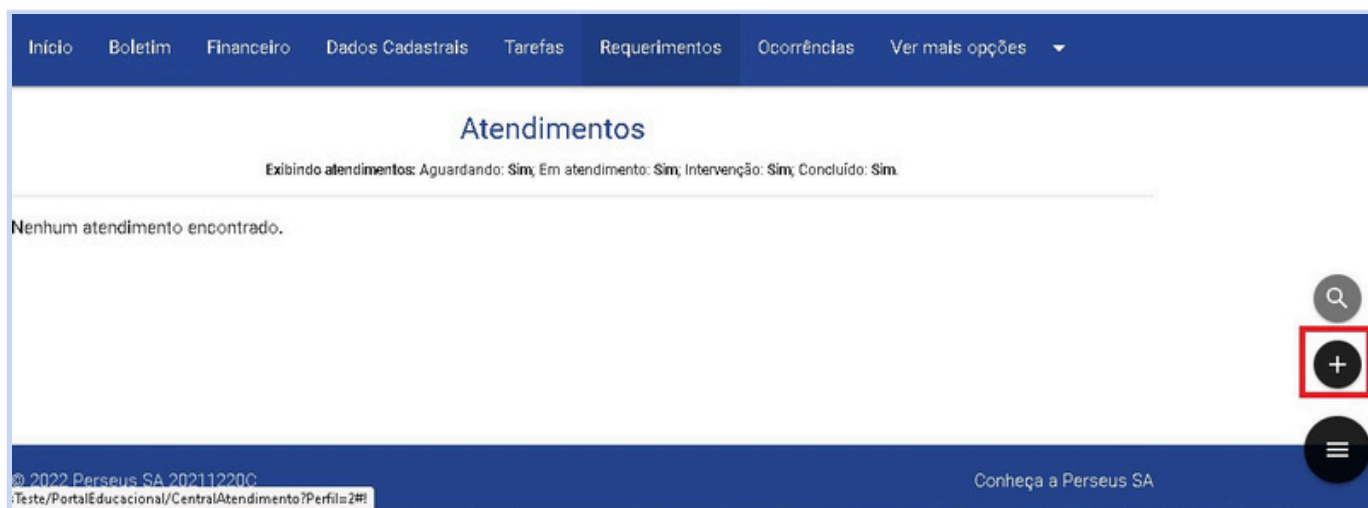 Início Boletim Financeiro Dados Cadastrais Tarefas Requerimentos Ocorrências Ver mais opções
Atendimentos
Exibindo atendimentos: Aguardando: Sim; Em atendimento: Sim; Intervenção: Sim; Concluído: Sim.
Nenhum atendimento encontrado.
© 2022 Perseus SA 20211220C Conheça a Perseus SA
:Teste/PortalEducacional/CentralAtendimento?Perfil=2#!